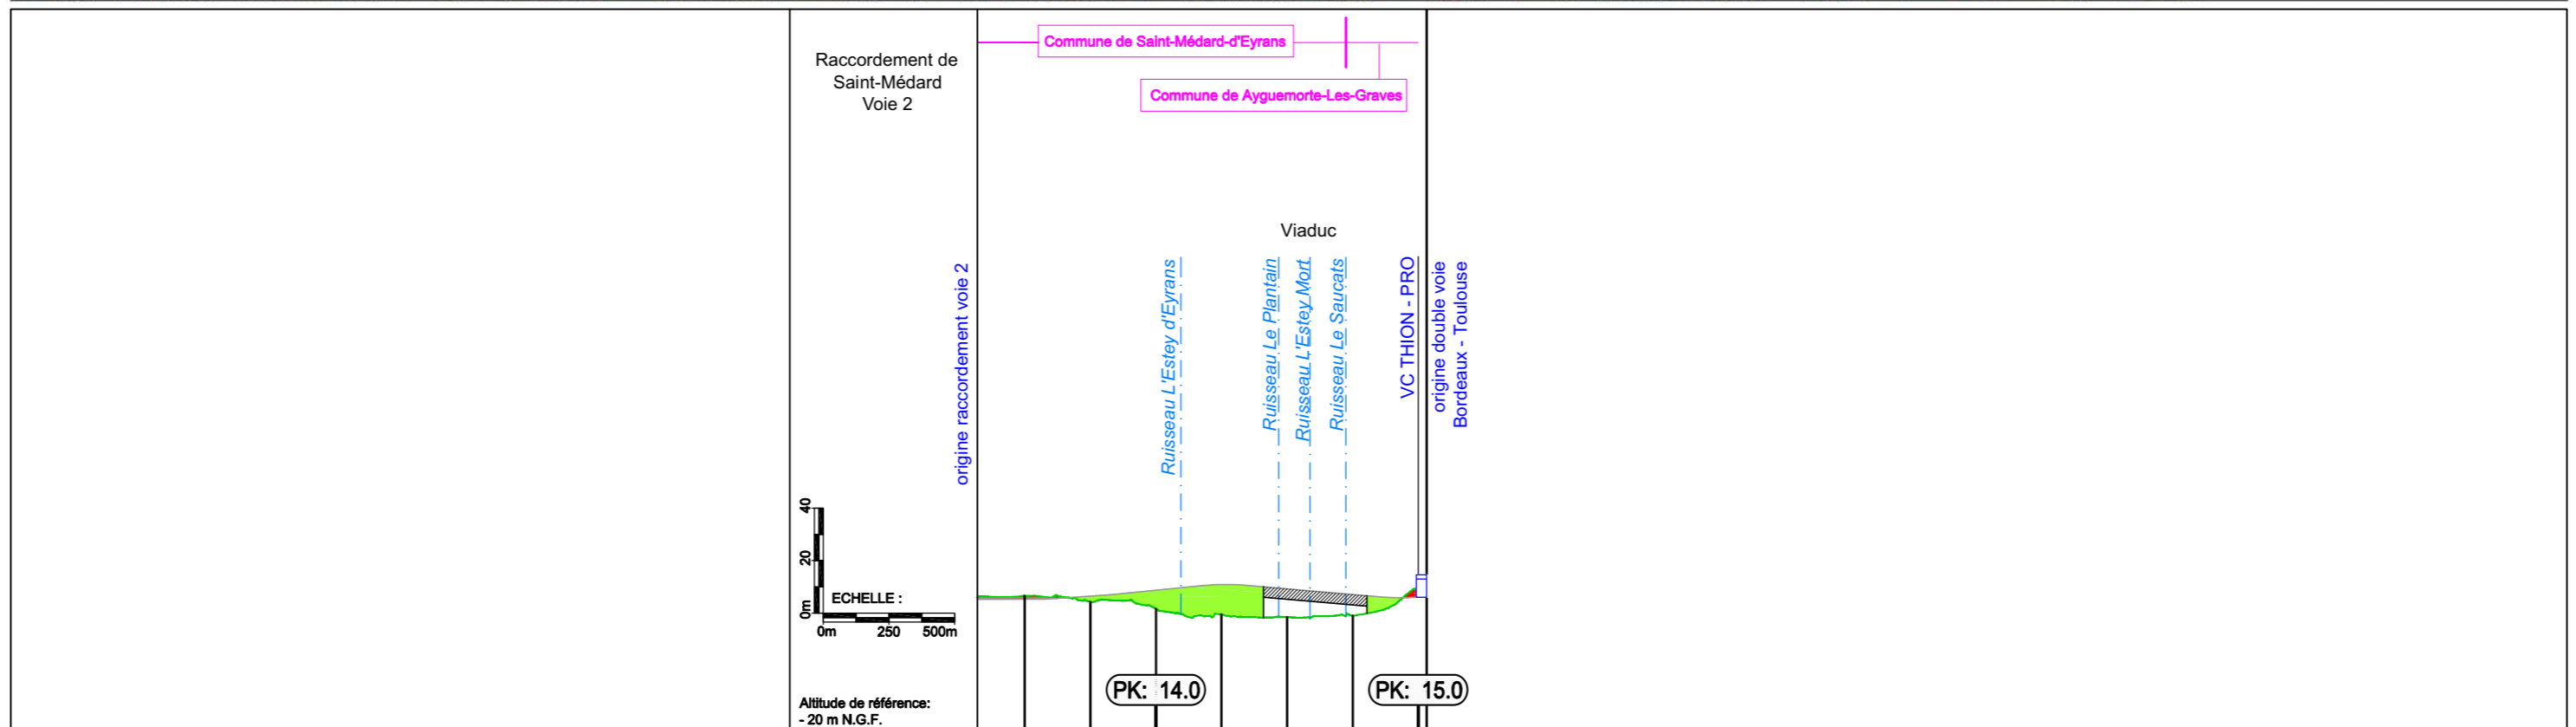 Raccordement de
Saint-Médard
Voie 2
Commune de Saint-Médard-d'Eyrans
Commune de Ayguemorte-Les-Graves
Viaduc
origine raccordement voie 2
Ruisseau L'Estey d'Eyrans
Ruisseau Le Plantain
Ruisseau L'Estey Mort
Ruisseau Le Saucats
VC THION - PRO
origine double voie
Bordeaux - Toulouse
40
20
0m
ECHELLE :
0m 250 500m
PK: 14.0
PK: 15.0
Altitude de référence:
- 20 m N.G.F.